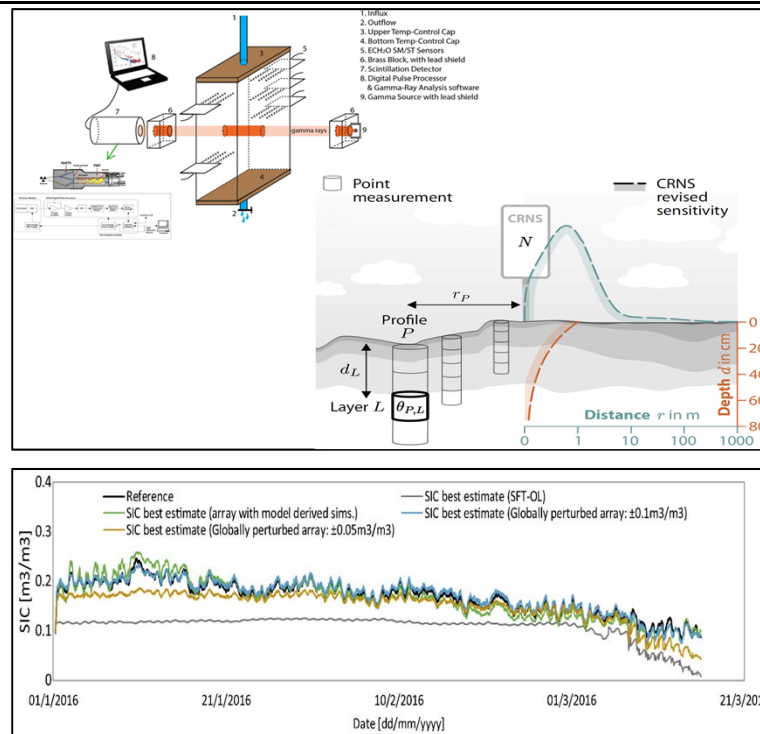 1. Influx
2. Outflow
3. Upper Temp-Control Cap
4. Bottom Temp-Control Cap
5. ECH₂O SM/ST Sensors
6. Brass Block, with lead shield
7. Scintillation Detector
8. Digital Pulse Processor
& Gamma-Ray Analysis software
9. Gamma Source with lead shield
1
3
5
8
7
6
6
9
gamma rays
4
2
Point measurement
CRNS revised sensitivity
CRNS
N
r_P
Profile
P
d_L
Layer L
θ_P,L
Depth d in cm
0
20
40
60
80
Distance r in m
0 1 10 100 1000
SIC [m3/m3]
0.4
0.3
0.2
0.1
0
Reference
SIC best estimate (SFT-OL)
SIC best estimate (array with model derived sims.)
SIC best estimate (Globally perturbed array: ±0.1m3/m3)
SIC best estimate (Globally perturbed array: ±0.05m3/m3)
01/1/2016 21/1/2016 10/2/2016 01/3/2016 21/3/2016
Date [dd/mm/yyyy]